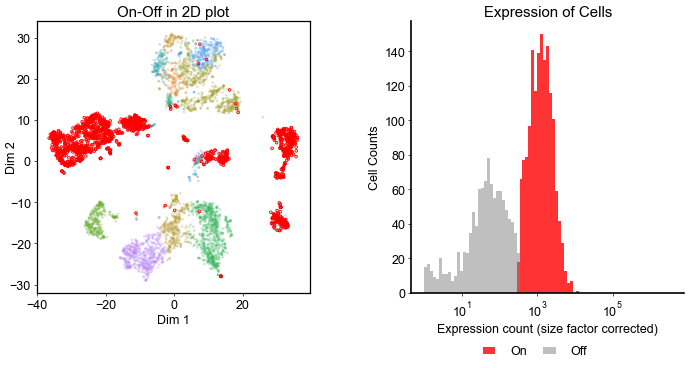 On-Off in 2D plot
30
20
10
0
−10
−20
−30
−40
−20
0
20
Dim 2
Dim 1
Expression of Cells
140
120
100
80
60
40
20
0
10^1
10^3
10^5
Cell Counts
Expression count (size factor corrected)
On
Off